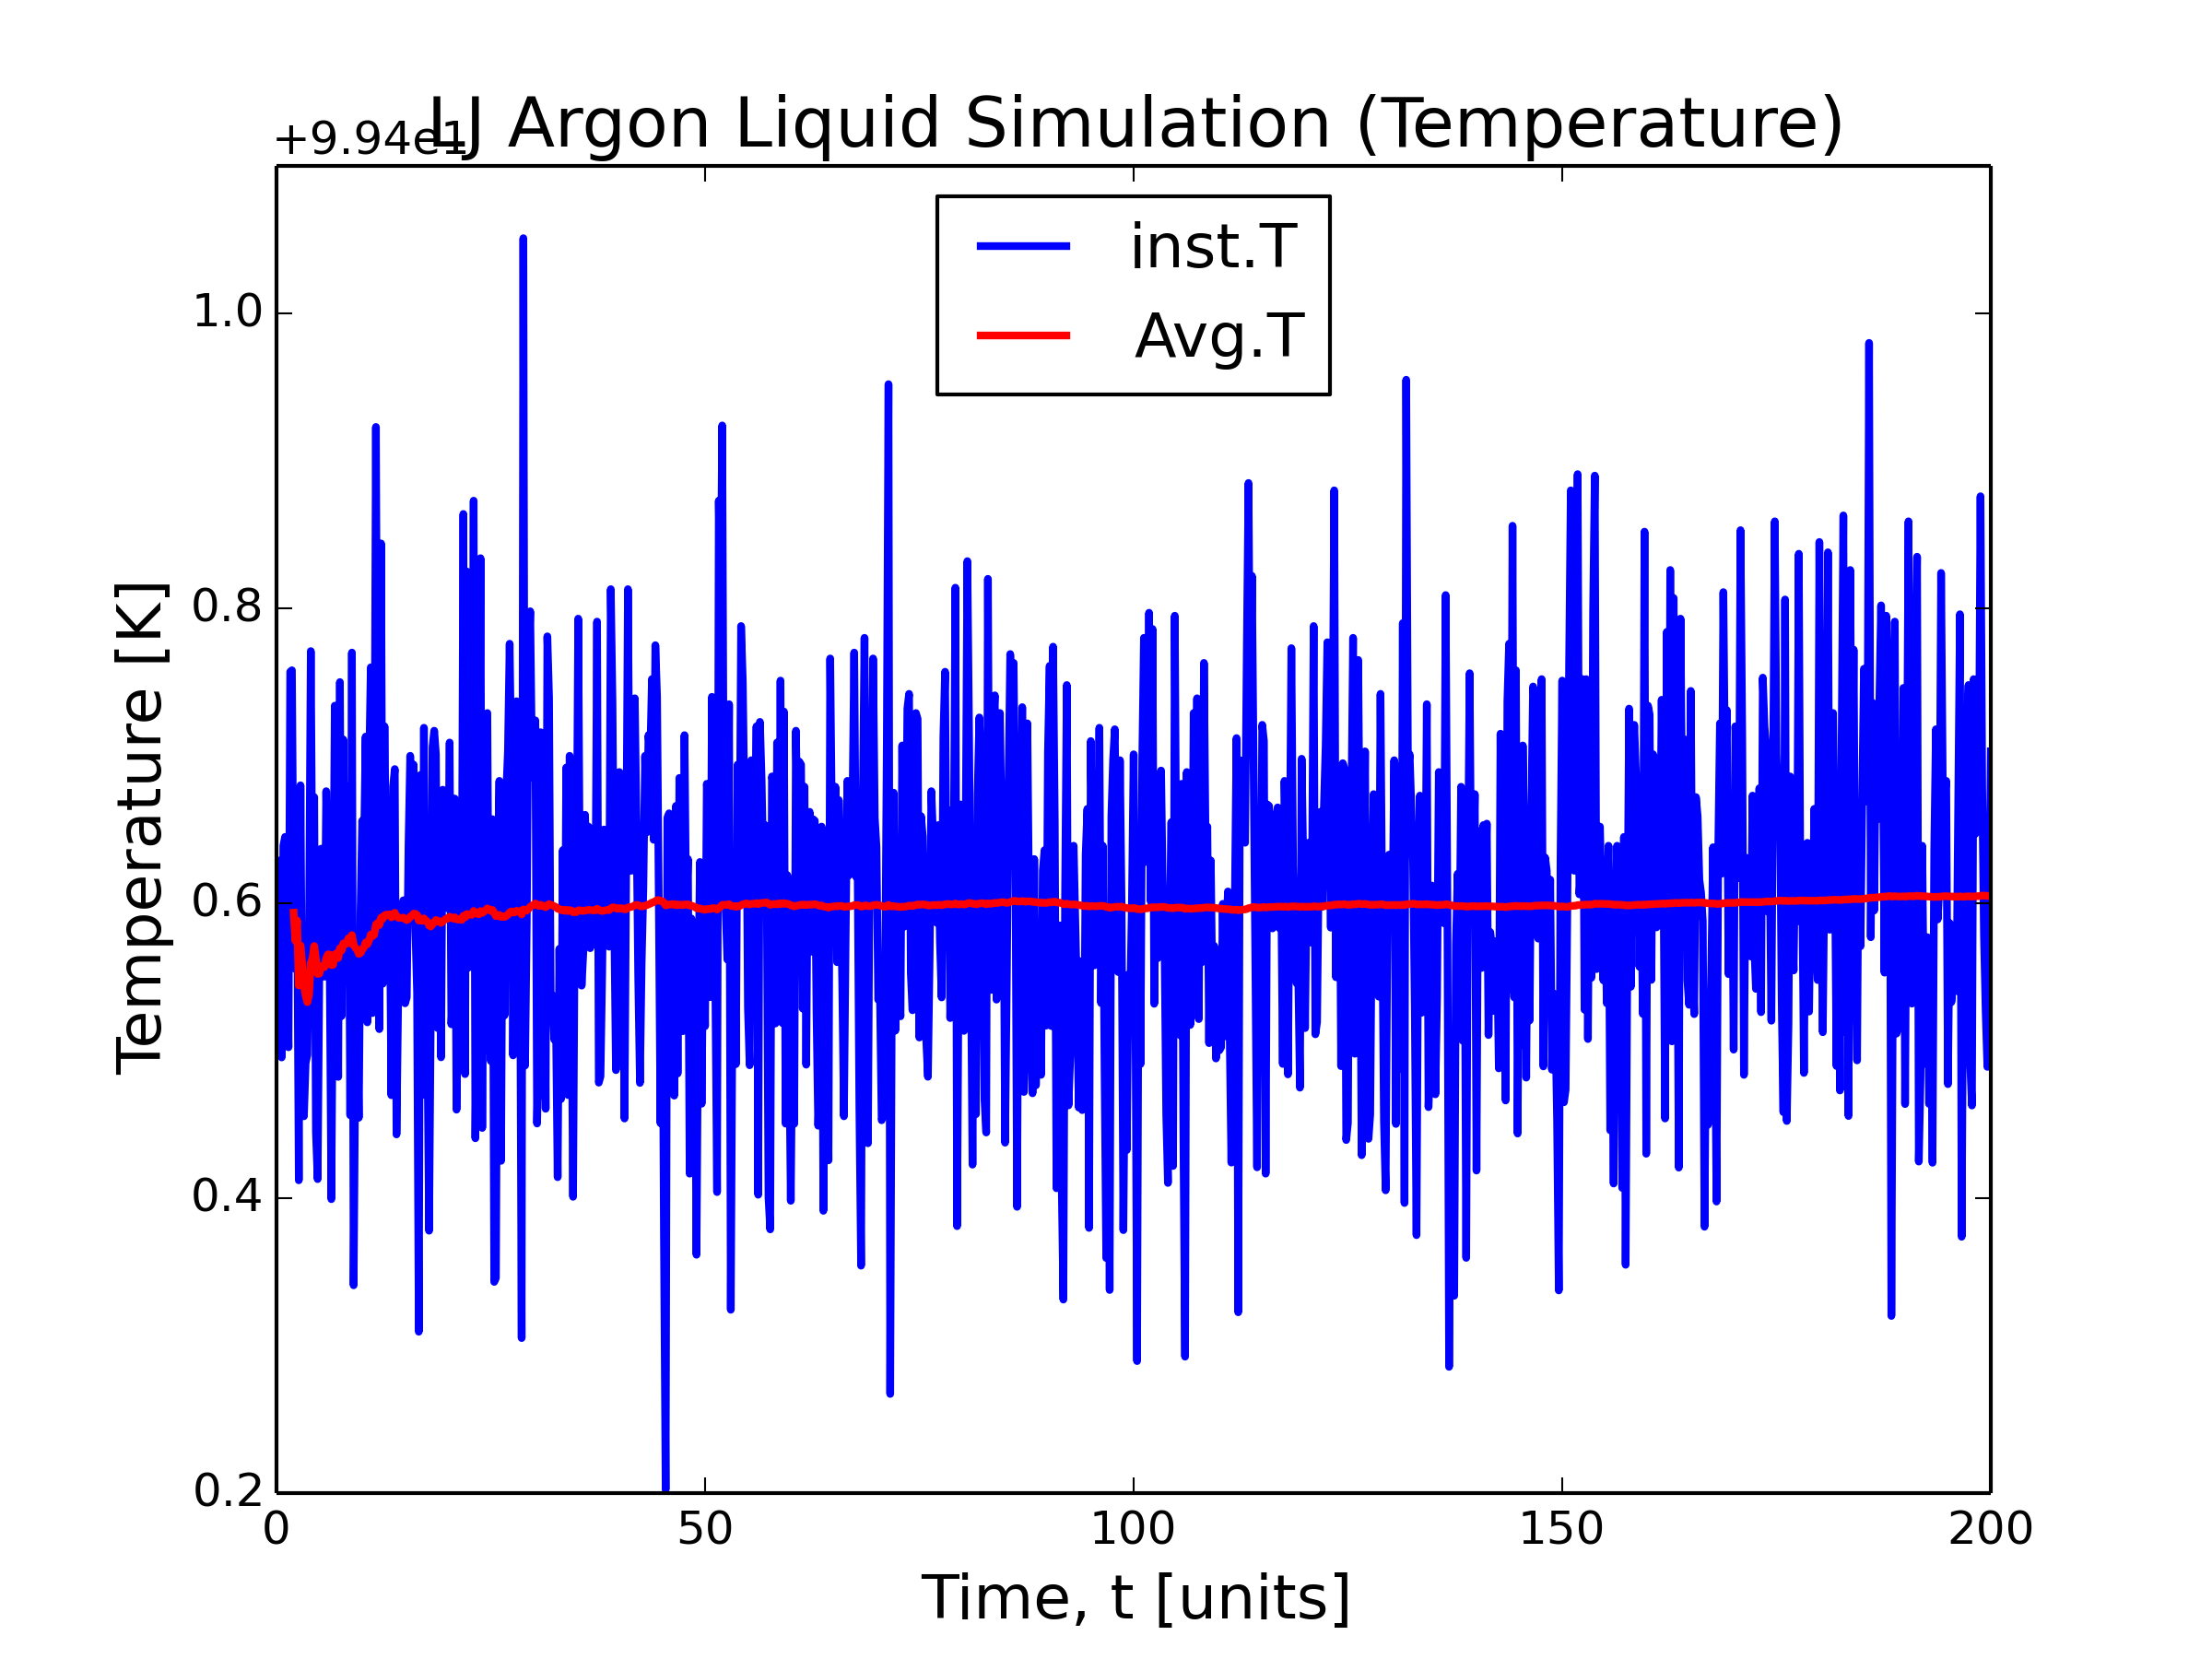 LJ Argon Liquid Simulation (Temperature)
+9.94e1
inst.T
Avg.T
1.0
0.8
0.6
0.4
0.2
Temperature [K]
0 50 100 150 200
Time, t [units]